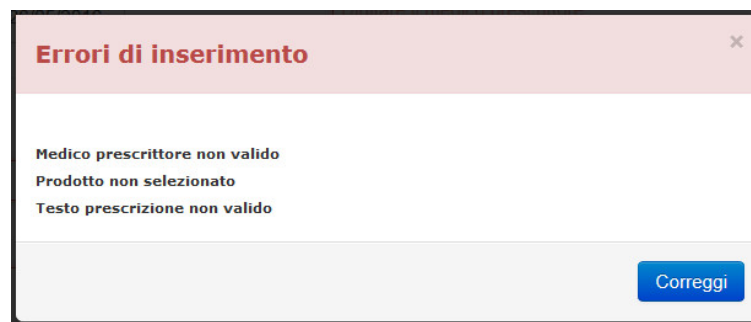 Errori di inserimento
×
Medico prescrittore non valido
Prodotto non selezionato
Testo prescrizione non valido
Correggi